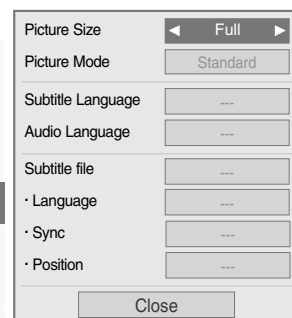 Picture Size ◀ Full ▶
Picture Mode Standard
Subtitle Language ---
Audio Language ---
Subtitle file ---
· Language ---
· Sync ---
· Position ---
Close